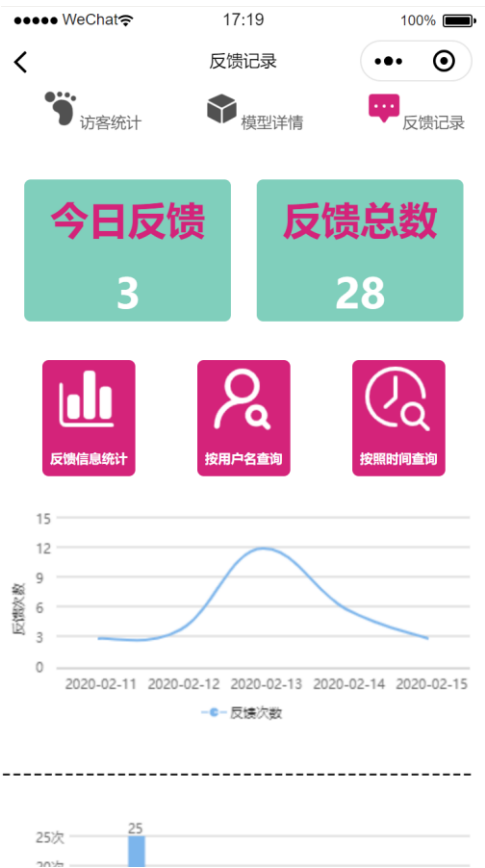 WeChat 17:19 100%
反馈记录
访客统计 模型详情 反馈记录
今日反馈 反馈总数
3 28
反馈信息统计 按用户名查询 按照时间查询
15
12
9
6
3
0
反馈次数
2020-02-11 2020-02-12 2020-02-13 2020-02-14 2020-02-15
反馈次数
25
25次
20次